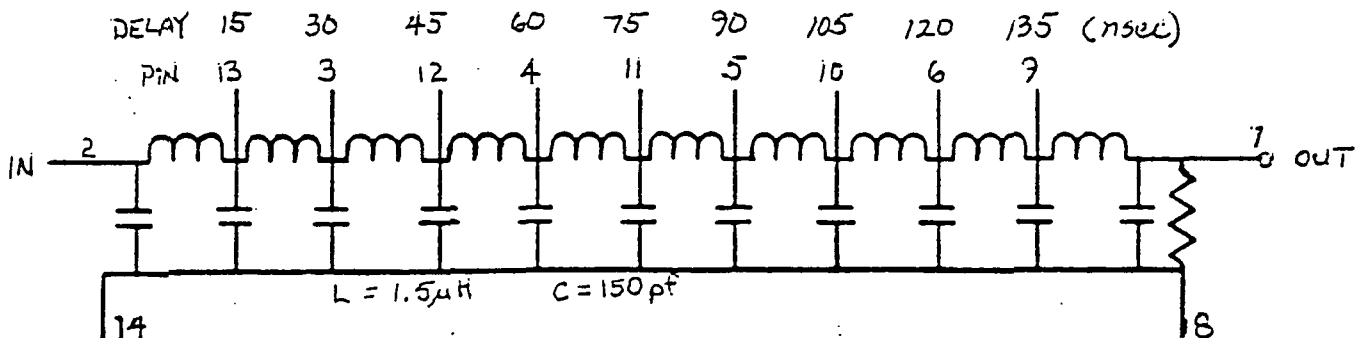 DELAY 15 30 45 60 75 90 105 120 135 (nsec)
PIN 13 3 12 4 11 5 10 6 9
IN 2 7 OUT
L = 1.5µH C = 150 pf
14 8